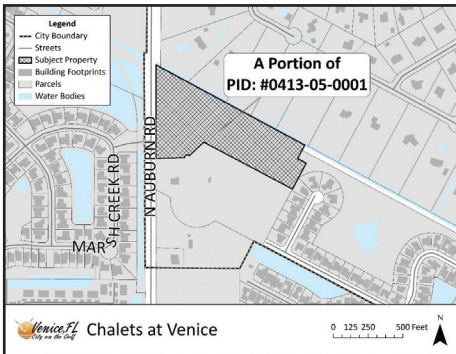 Legend
City Boundary
Streets
Subject Property
Building Footprints
Parcels
Water Bodies
A Portion of
PID: #0413-05-0001
N AUBURN RD
MARSH CREEK RD
Venice, FL
City on the Gulf
Chalets at Venice
0 125 250 500 Feet
N